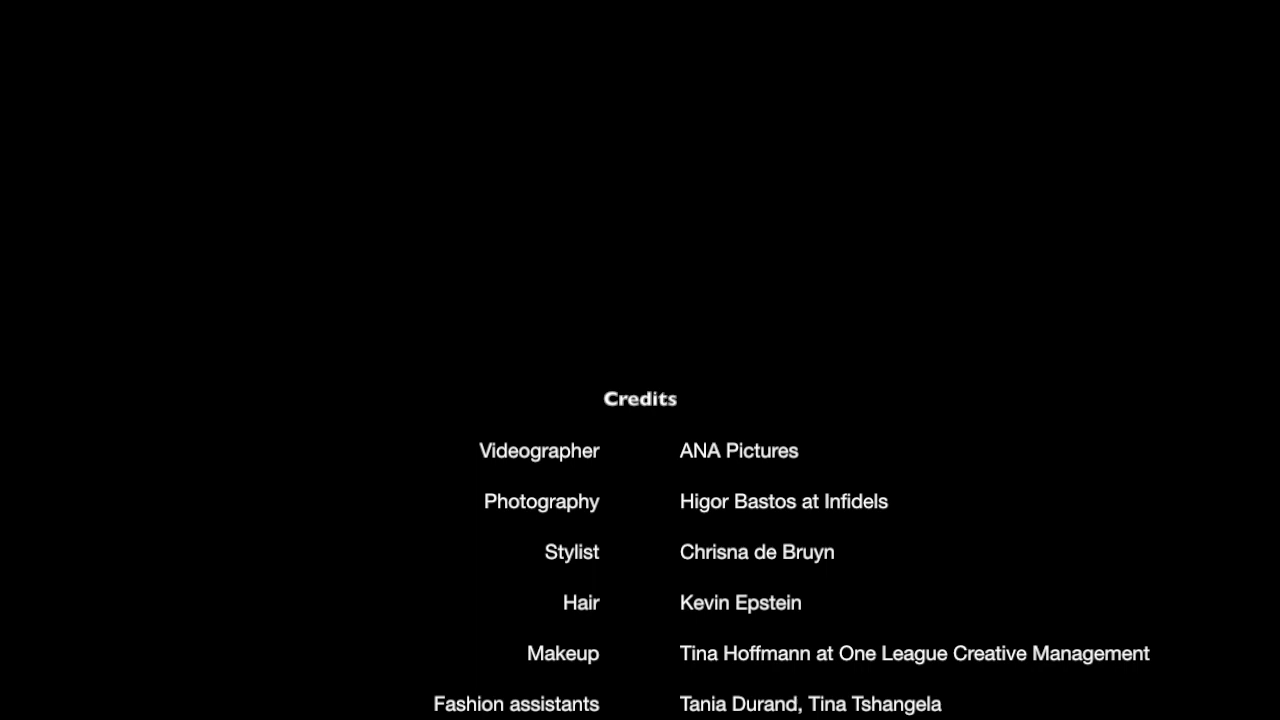 Credits
Videographer ANA Pictures
Photography Higor Bastos at Infidels
Stylist Chrisna de Bruyn
Hair Kevin Epstein
Makeup Tina Hoffmann at One League Creative Management
Fashion assistants Tania Durand, Tina Tshangela